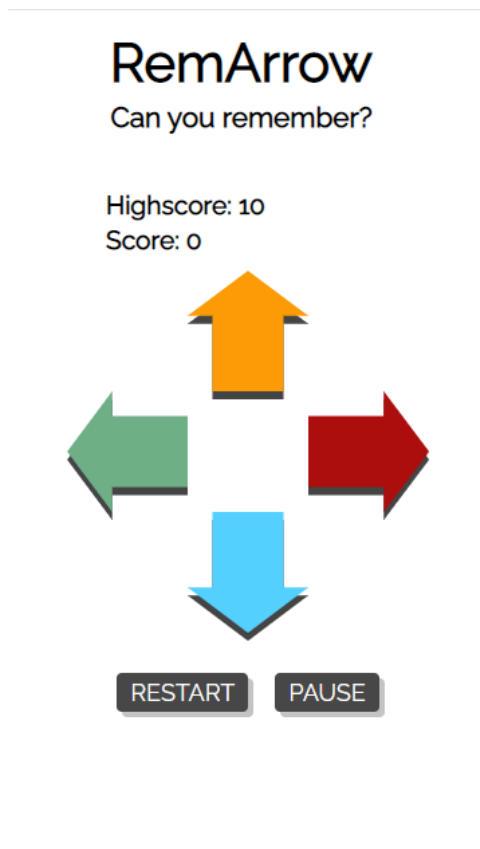 RemArrow
Can you remember?
Highscore: 10
Score: 0
RESTART PAUSE